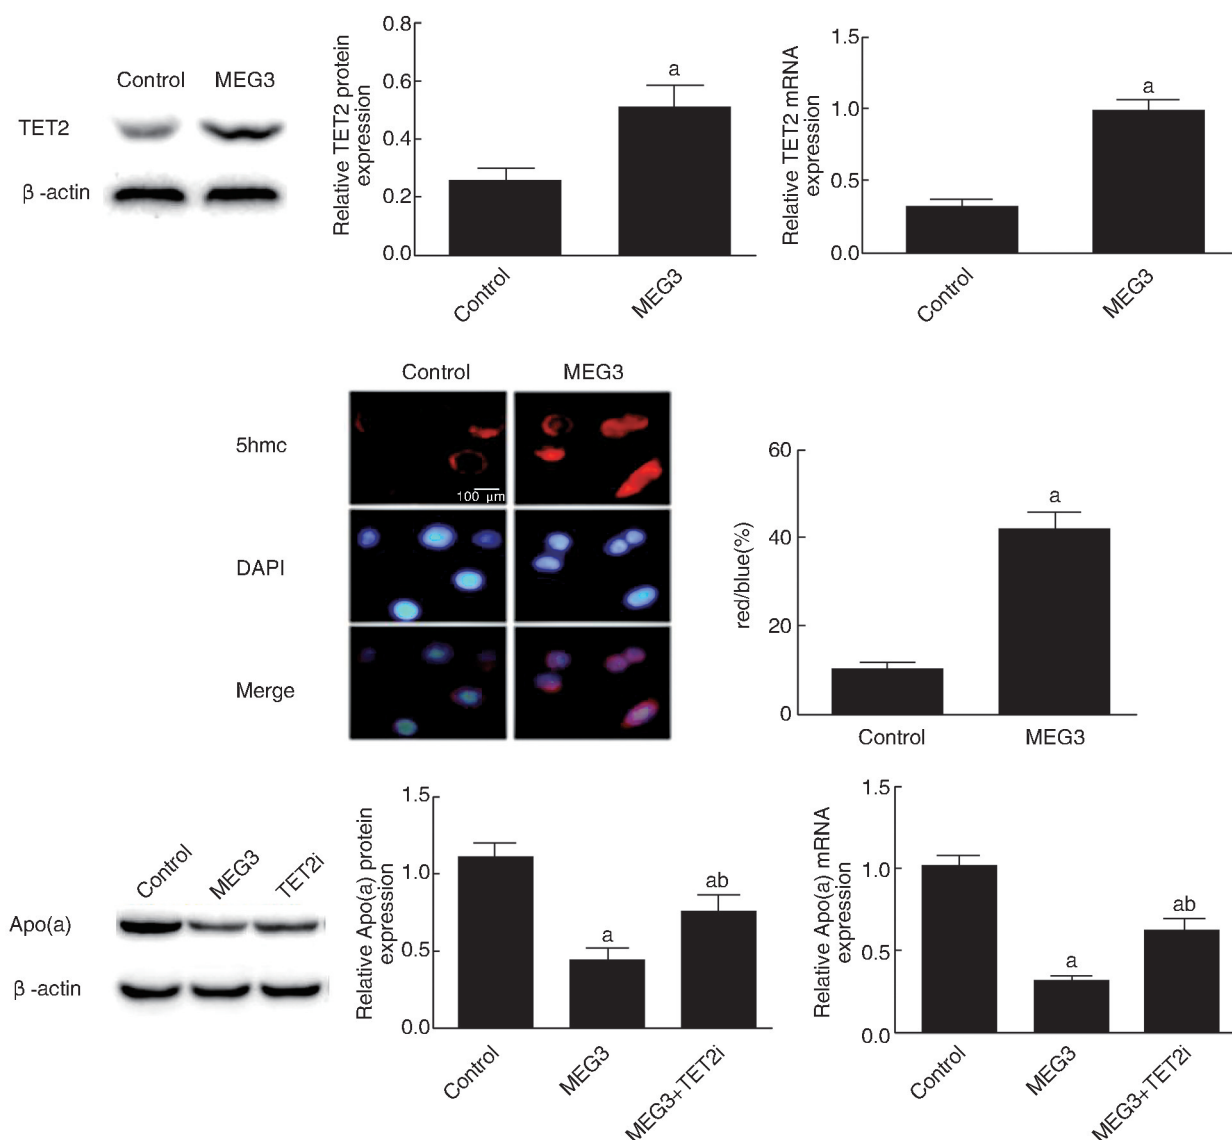 Control MEG3
TET2
β-actin
Relative TET2 protein
expression
0.8
0.6
0.4
0.2
0.0
a
Control
MEG3
Relative TET2 mRNA
expression
1.5
1.0
0.5
0.0
a
Control
MEG3
Control MEG3
5hmc
100 μm
DAPI
Merge
red/blue(%)
60
40
20
0
a
Control MEG3
Control
MEG3
TET2i
Apo(a)
β-actin
Relative Apo(a) protein
expression
1.5
1.0
0.5
0.0
a
ab
Control
MEG3
MEG3+TET2i
Relative Apo(a) mRNA
expression
1.5
1.0
0.5
0.0
a
ab
Control
MEG3
MEG3+TET2i